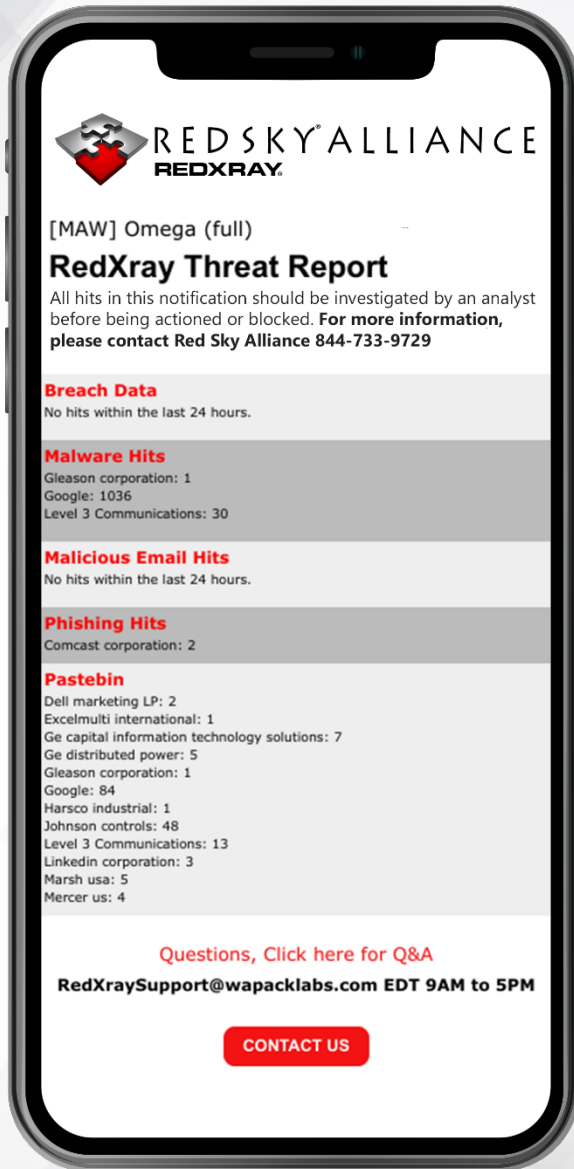 RED SKY® ALLIANCE
REDXRAY®
[MAW] Omega (full)
RedXray Threat Report
All hits in this notification should be investigated by an analyst
before being actioned or blocked. For more information,
please contact Red Sky Alliance 844-733-9729
Breach Data
No hits within the last 24 hours.
Malware Hits
Gleason corporation: 1
Google: 1036
Level 3 Communications: 30
Malicious Email Hits
No hits within the last 24 hours.
Phishing Hits
Comcast corporation: 2
Pastebin
Dell marketing LP: 2
Excelmulti international: 1
Ge capital information technology solutions: 7
Ge distributed power: 5
Gleason corporation: 1
Google: 84
Harsco industrial: 1
Johnson controls: 48
Level 3 Communications: 13
Linkedin corporation: 3
Marsh usa: 5
Mercer us: 4
Questions, Click here for Q&A
RedXraySupport@wapacklabs.com EDT 9AM to 5PM
CONTACT US